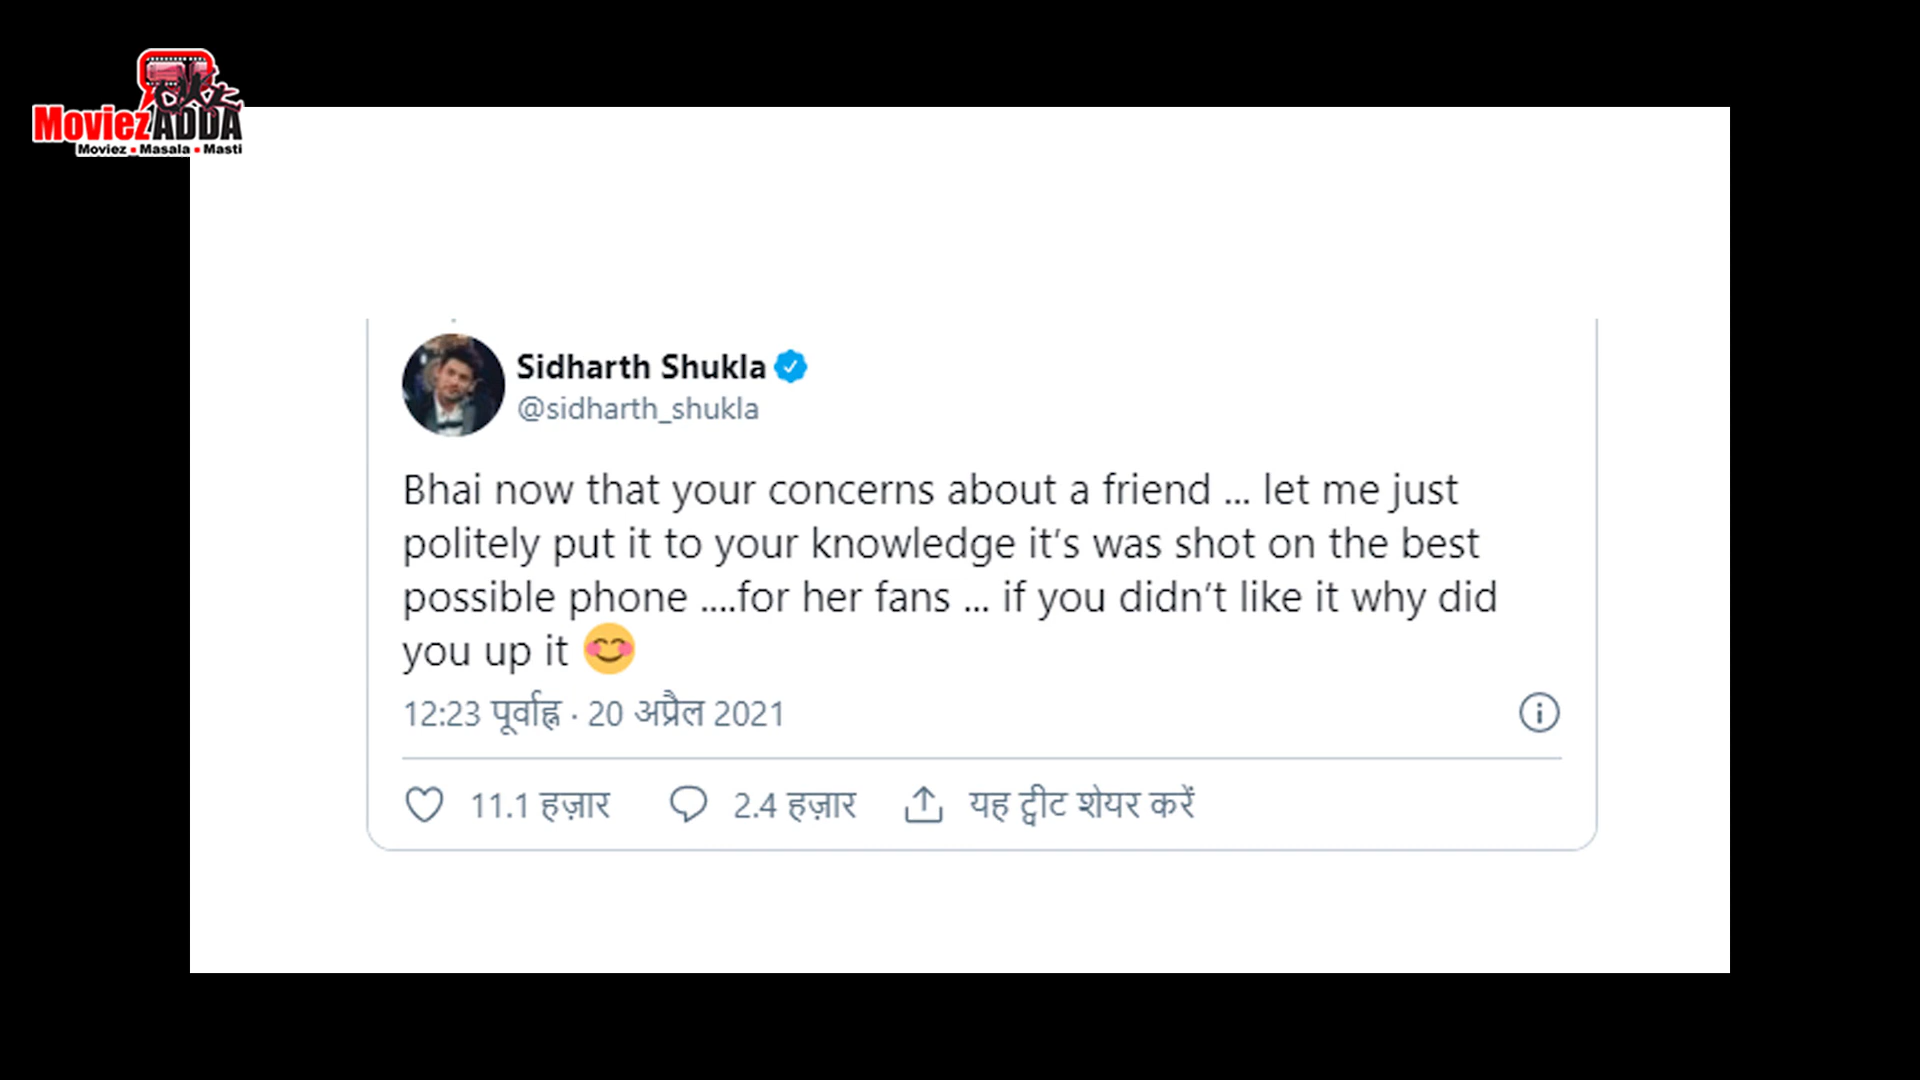 MoviezADDA
Moviez • Masala • Masti
Sidharth Shukla
@sidharth_shukla
Bhai now that your concerns about a friend ... let me just
politely put it to your knowledge it’s was shot on the best
possible phone ....for her fans ... if you didn’t like it why did
you up it 😊
12:23 पूर्वाह्न · 20 अप्रैल 2021
11.1 हज़ार 2.4 हज़ार यह ट्वीट शेयर करें